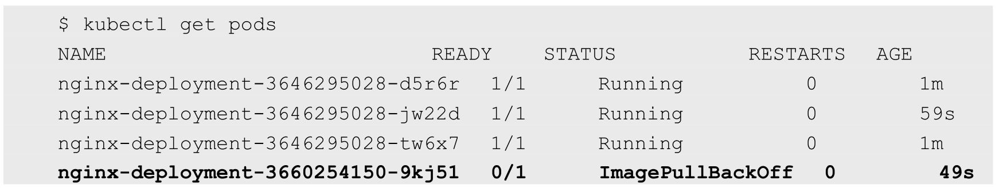 $ kubectl get pods
NAME READY STATUS RESTARTS AGE
nginx-deployment-3646295028-d5r6r 1/1 Running 0 1m
nginx-deployment-3646295028-jw22d 1/1 Running 0 59s
nginx-deployment-3646295028-tw6x7 1/1 Running 0 1m
nginx-deployment-3660254150-9kj51 0/1 ImagePullBackOff 0 49s